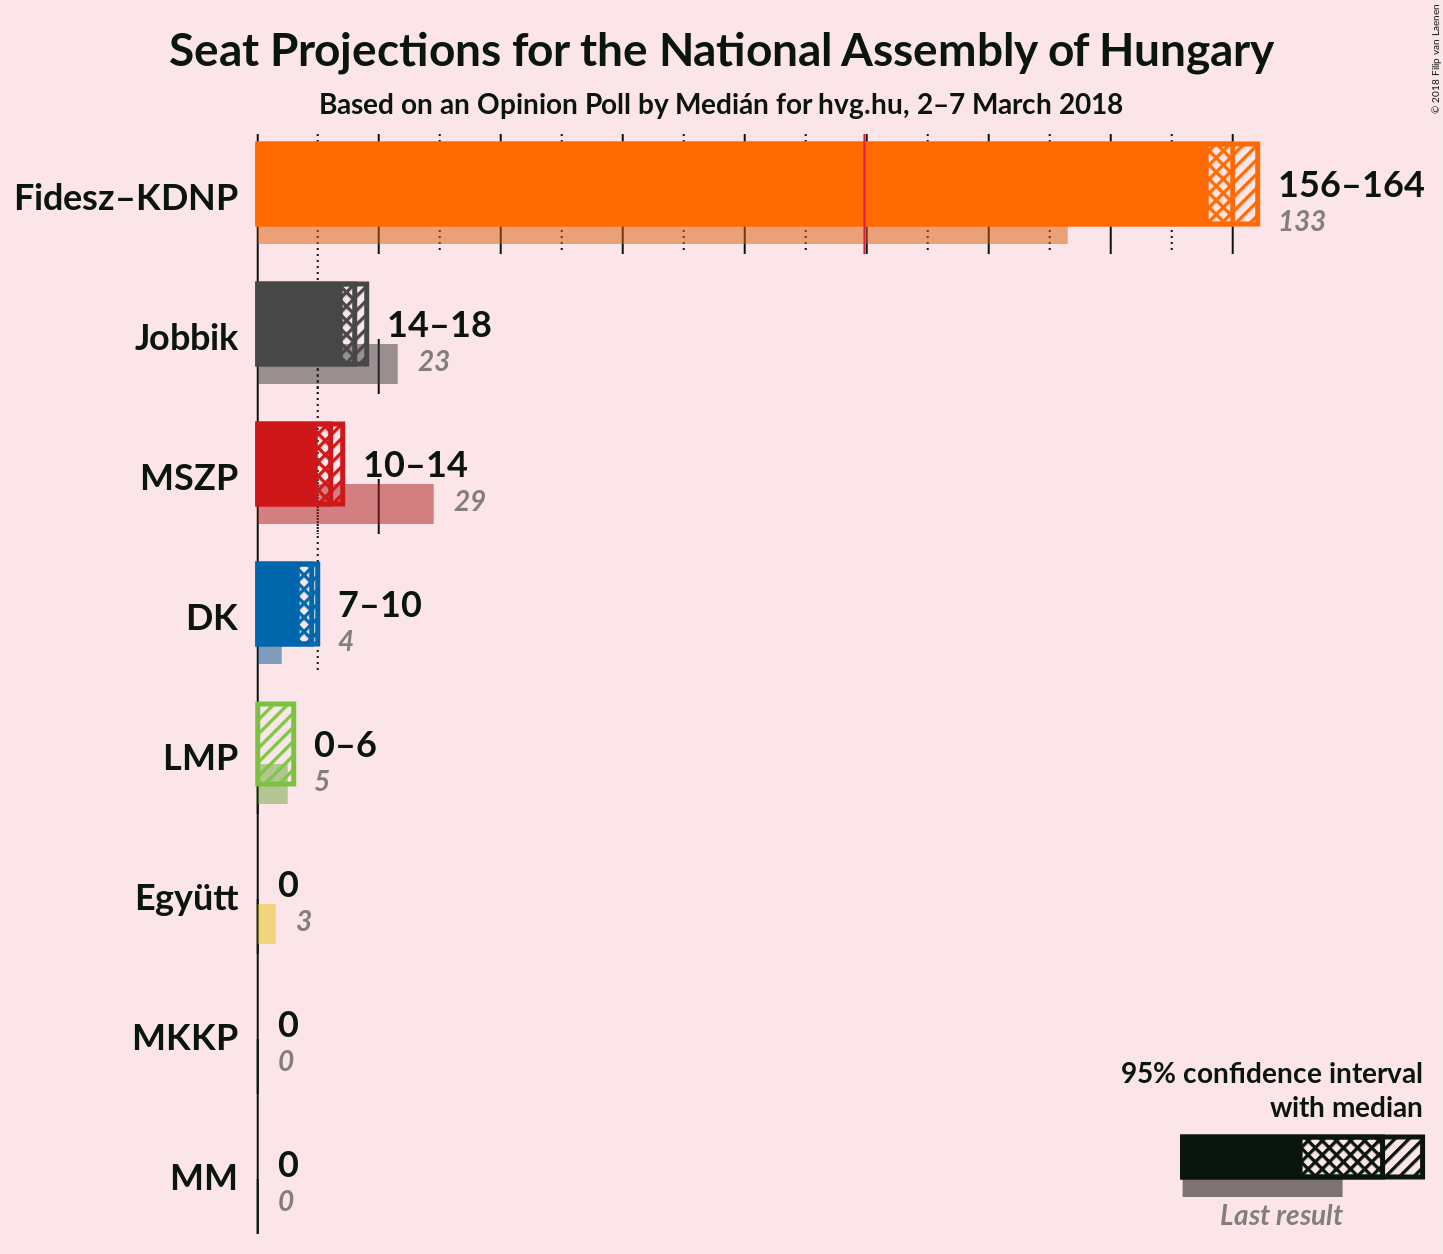 Seat Projections for the National Assembly of Hungary
Based on an Opinion Poll by Medián for hvg.hu, 2–7 March 2018
© 2018 Filip van Laenen
Fidesz–KDNP
156–164
133
Jobbik
14–18
23
MSZP
10–14
29
DK
7–10
4
LMP
0–6
5
Együtt
0
3
MKKP
0
0
MM
0
0
95% confidence interval
with median
Last result